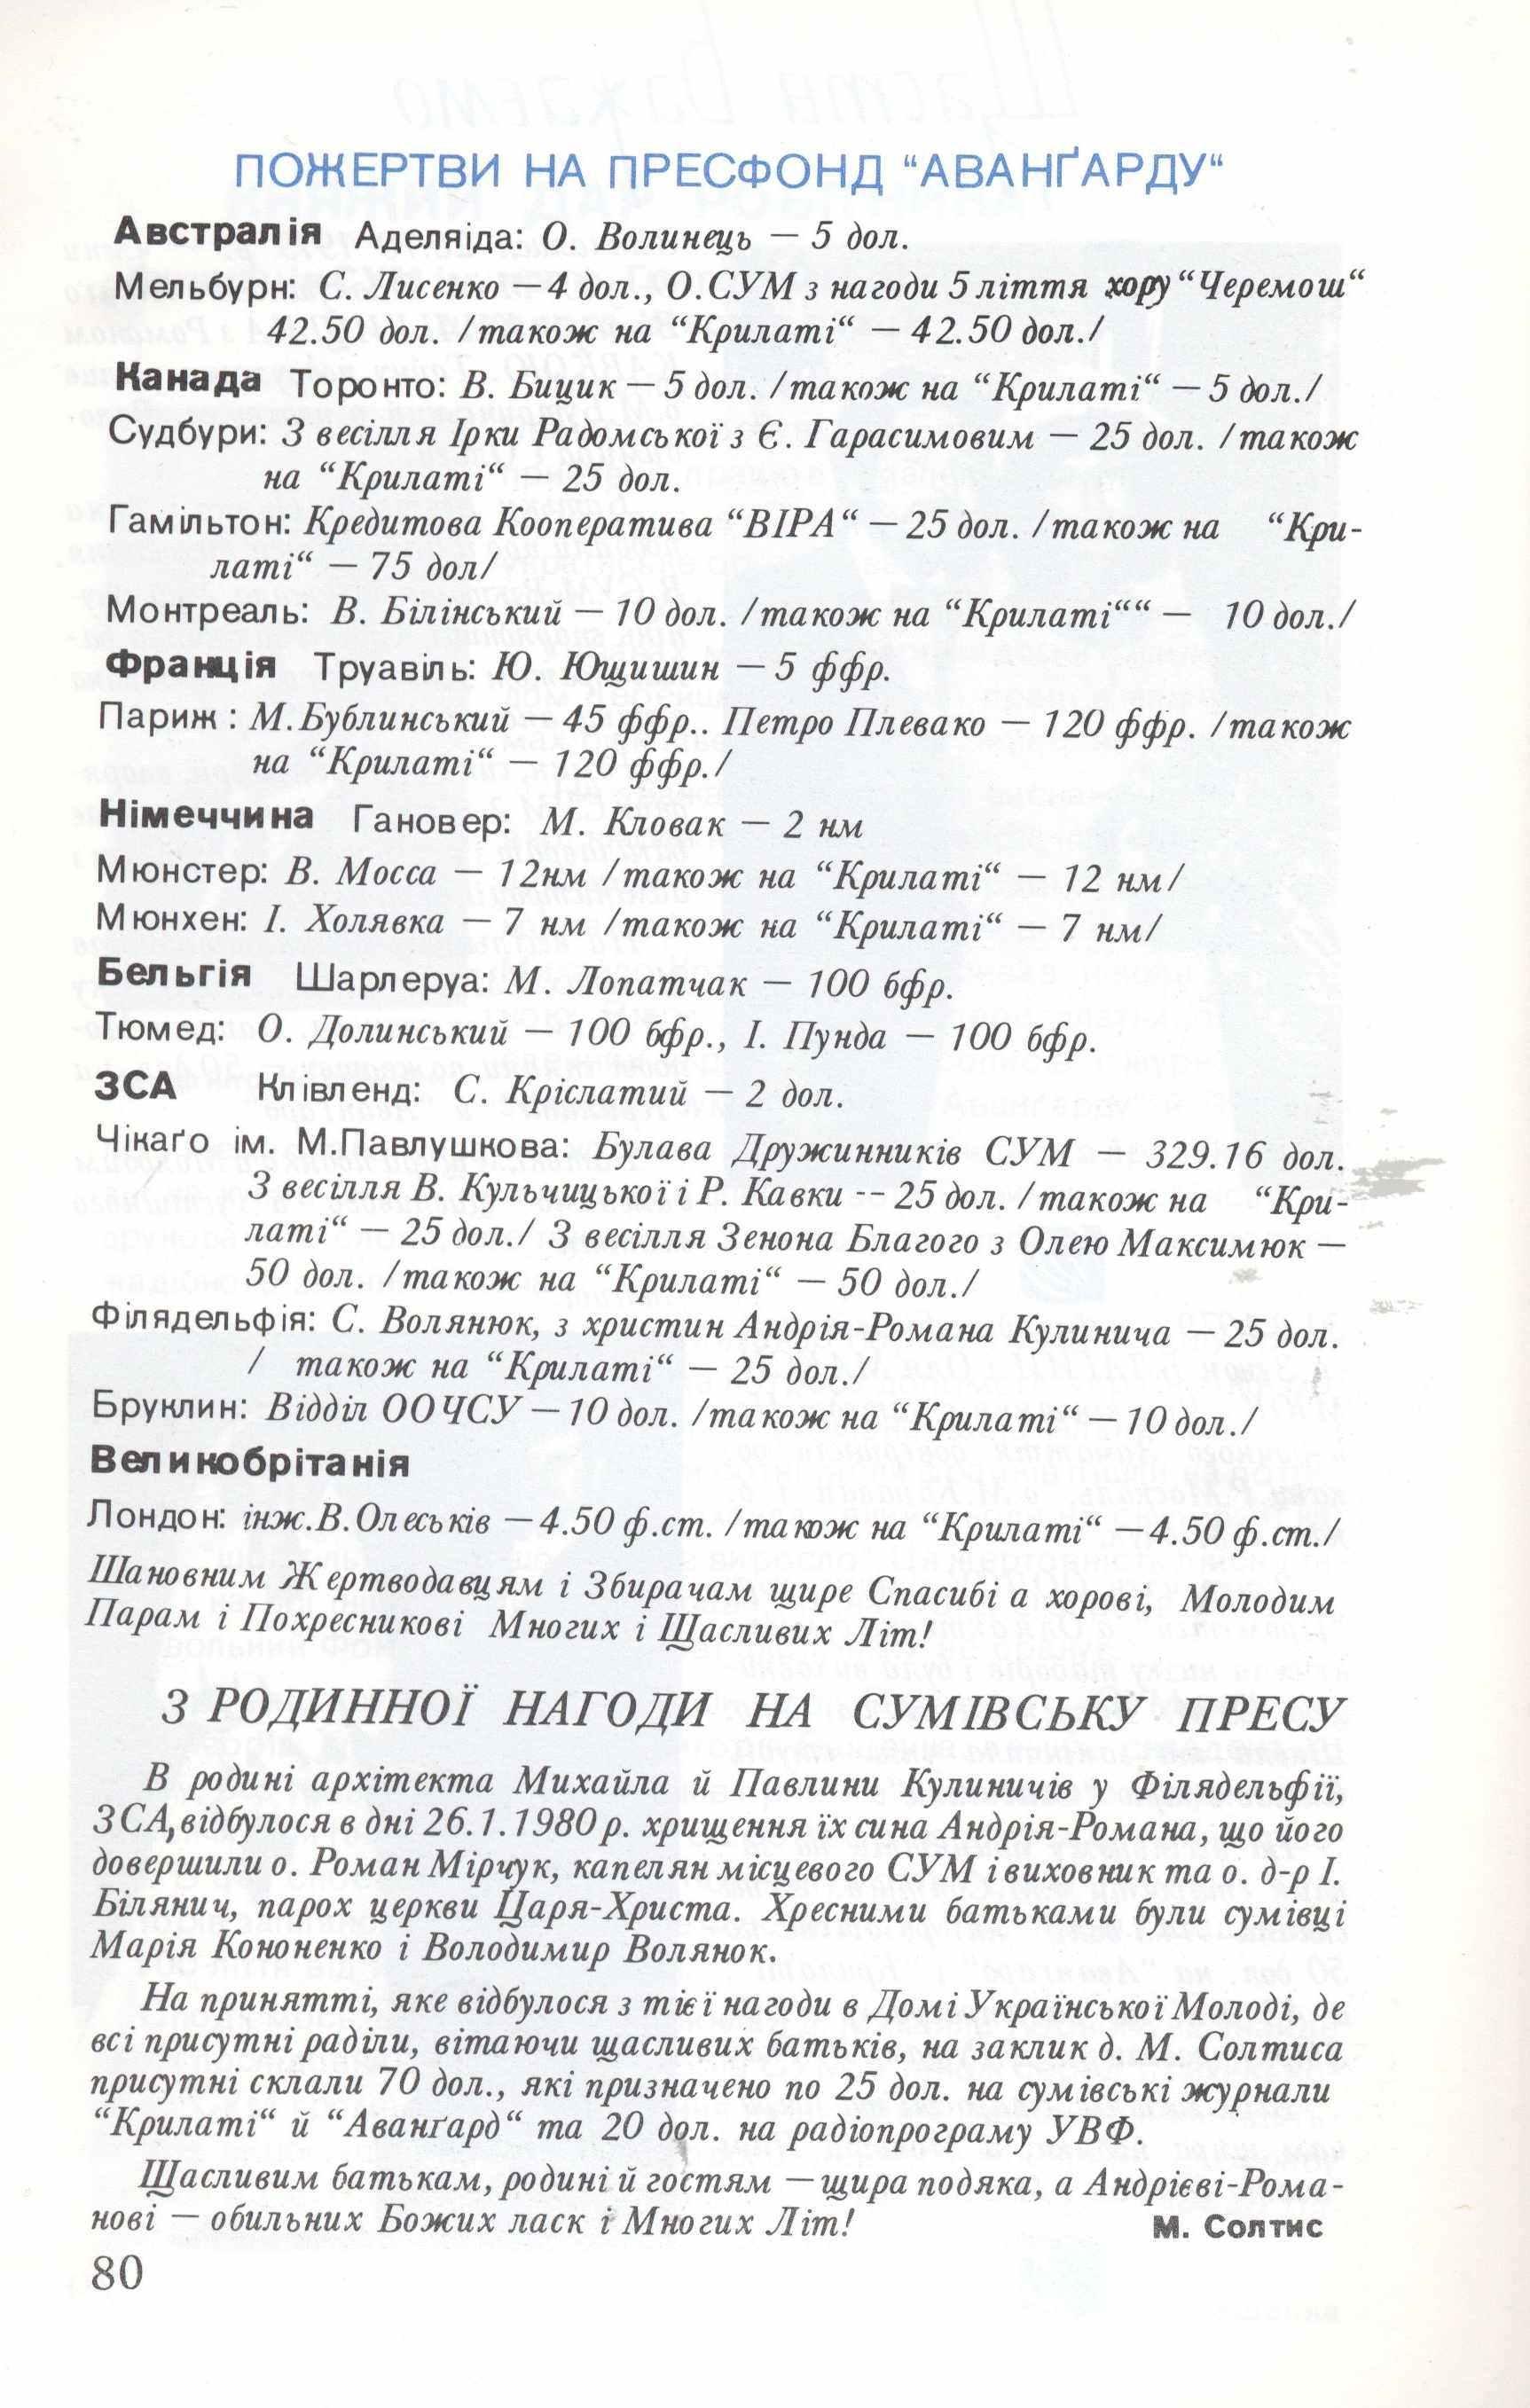 ПОЖЕРТВИ НА ПРЕСФОНД “АВАНҐАРДУ“
Австралія Аделяіда: О. Волинець — 5 дол.
Мельбурн: С. Лисенко — 4 дол., О.СУМ з нагоди 5 ліття хору “Черемош“
42.50 дол. /також на “Крилаті“ — 42.50 дол./
Канада Торонто: В. Бицик — 5 дол. /також на “Крилаті“ — 5 дол./
Судбури: З весілля Ірки Радомської з Є. Гарасимовим — 25 дол. /також
на “Крилаті“ — 25 дол.
Гамільтон: Кредитова Кооператива “ВІРА“ — 25 дол. /також на “Кри-
латі“ — 75 дол/
Монтреаль: В. Білінський — 10 дол. /також на “Крилаті““ — 10 дол./
Франція Труавіль: Ю. Ющишин — 5 ффр.
Париж : М.Бублинський — 45 ффр.. Петро Плевако — 120 ффр. /також
на “Крилаті“ — 120 ффр./
Німеччина Гановер: М. Кловак — 2 нм
Мюнстер: В. Мосса — 12нм /також на “Крилаті“ — 12 нм/
Мюнхен: І. Холявка — 7 нм /також на “Крилаті“ — 7 нм/
Бельгія Шарлеруа: М. Лопатчак — 100 бфр.
Тюмед: О. Долинський — 100 бфр., І. Пунда — 100 бфр.
ЗСА Клівленд: С. Кріслатий — 2 дол.
Чікаґо ім. М.Павлушкова: Булава Дружинників СУМ — 329.16 дол.
З весілля В. Кульчицької і Р. Кавки -- 25 дол. /також на “Кри-
латі“ — 25 дол./ З весілля Зенона Благого з Олею Максимюк —
50 дол. /також на “Крилаті“ — 50 дол./
Філядельфія: С. Волянюк, з христин Андрія-Романа Кулинича — 25 дол.
/ також на “Крилаті“ — 25 дол./
Бруклин: Відділ ООЧСУ — 10 дол. /також на “Крилаті“ — 10 дол./
Великобрітанія
Лондон: інж.В.Олеськів — 4.50 ф.ст. /також на “Крилаті“ — 4.50 ф.ст./
Шановним Жертводавцям і Збирачам щире Спасибі а хорові, Молодим
Парам і Похресникові Многих і Щасливих Літ!
З РОДИННОЇ НАГОДИ НА СУМІВСЬКУ ПРЕСУ
В родині архітекта Михайла й Павлини Кулиничів у Філядельфії,
ЗСА, відбулося в дні 26.1.1980 р. хрищення їх сина Андрія-Романа, що його
довершили о. Роман Мірчук, капелян місцевого СУМ і виховник та о. д-р І.
Білянич, парох церкви Царя-Христа. Хресними батьками були сумівці
Марія Кононенко і Володимир Волянок.
На принятті, яке відбулося з тієї нагоди в Домі Української Молоді, де
всі присутні раділи, вітаючи щасливих батьків, на заклик д. М. Солтиса
присутні склали 70 дол., які призначено по 25 дол. на сумівські журнали
“Крилаті“ й “Аванґард“ та 20 дол. на радіопрограму УВФ.
Щасливим батькам, родині й гостям — щира подяка, а Андрієві-Рома-
нові — обильних Божих ласк і Многих Літ! М. Солтис
80